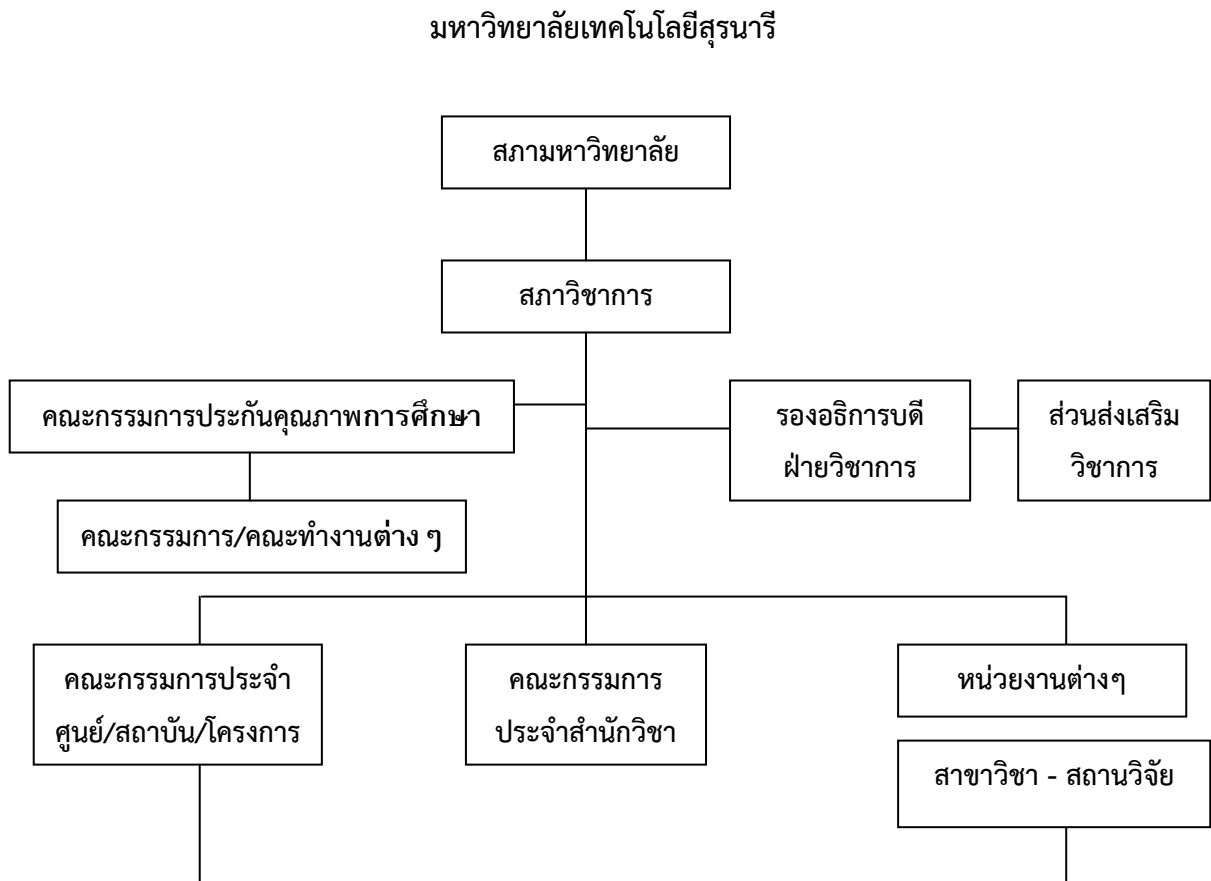 มหาวิทยาลัยเทคโนโลยีสุรนารี
สภามหาวิทยาลัย
สภาวิชาการ
คณะกรรมการประกันคุณภาพการศึกษา
รองอธิการบดี
ฝ่ายวิชาการ
ส่วนส่งเสริม
วิชาการ
คณะกรรมการ/คณะทำงานต่าง ๆ
คณะกรรมการประจำ
ศูนย์/สถาบัน/โครงการ
คณะกรรมการ
ประจำสำนักวิชา
หน่วยงานต่างๆ
สาขาวิชา - สถานวิจัย